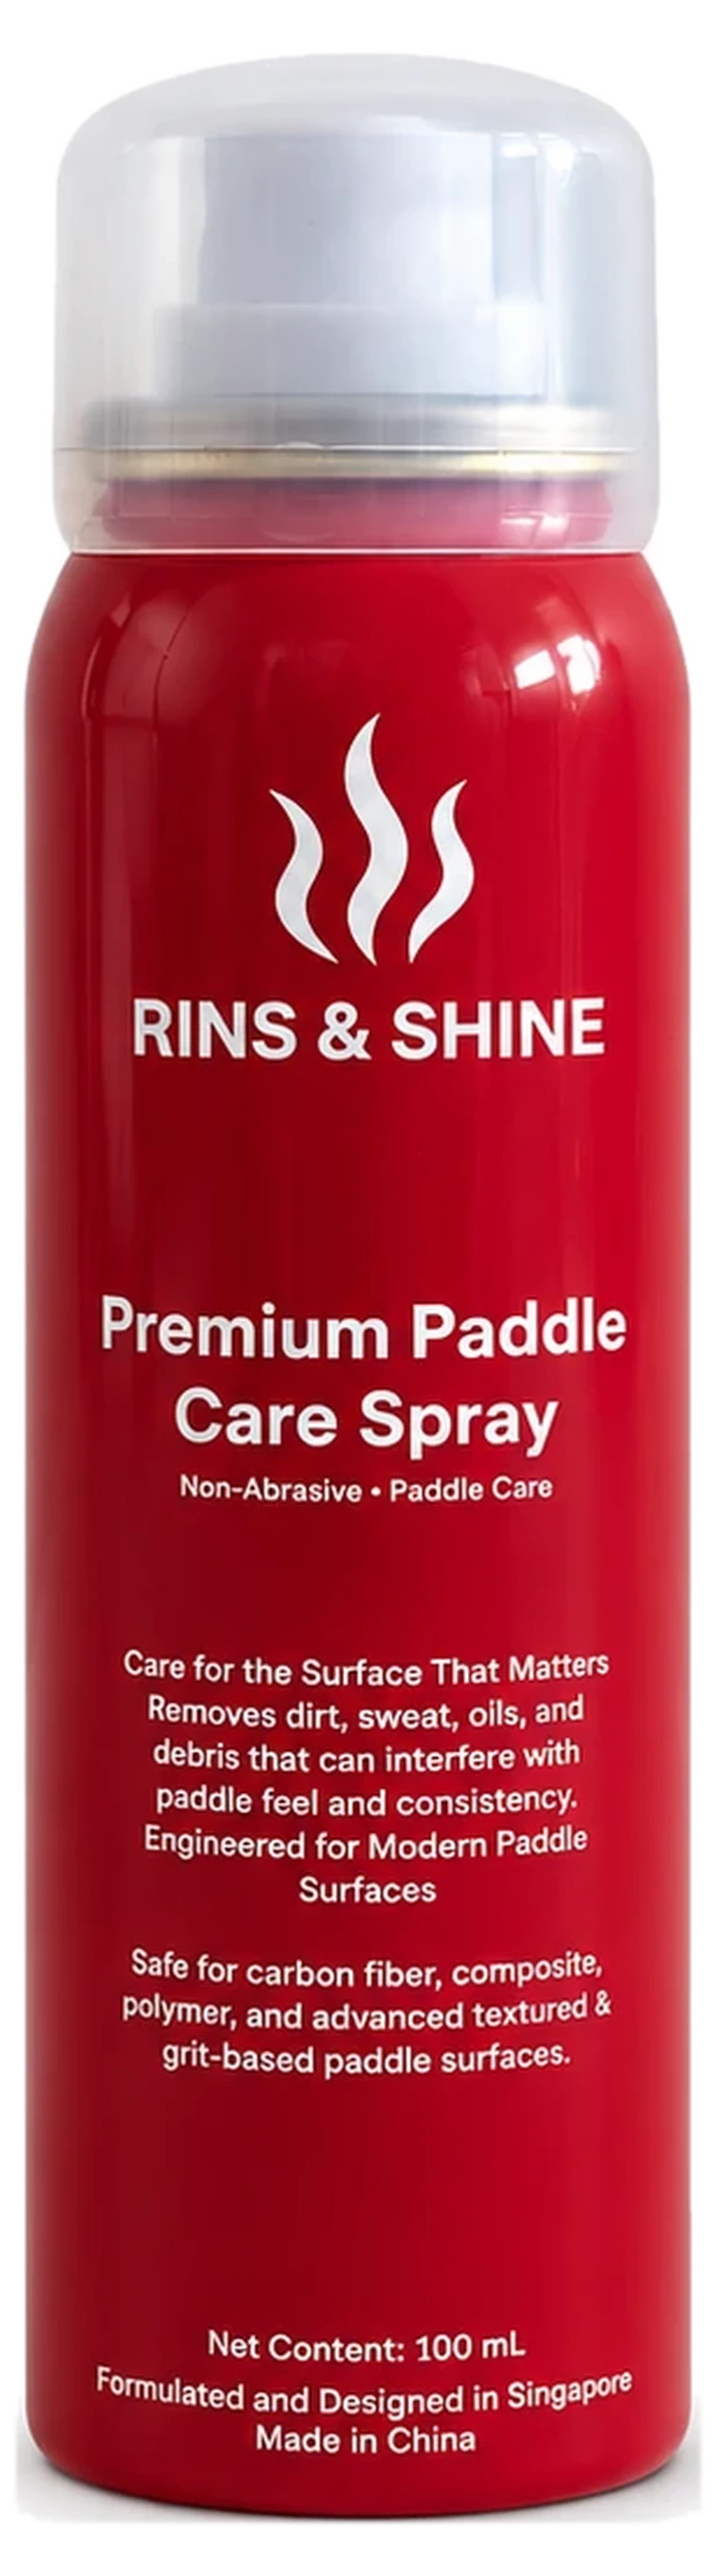 RINS & SHINE
Premium Paddle
Care Spray
Non-Abrasive • Paddle Care
Care for the Surface That Matters
Removes dirt, sweat, oils, and
debris that can interfere with
paddle feel and consistency.
Engineered for Modern Paddle
Surfaces
Safe for carbon fiber, composite,
polymer, and advanced textured &
grit-based paddle surfaces.
Net Content: 100 mL
Formulated and Designed in Singapore
Made in China